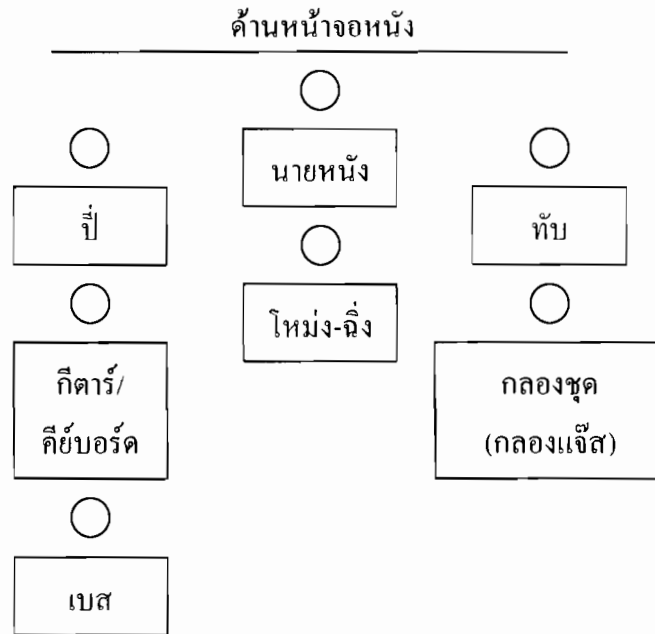 ด้านหน้าจอหนัง
นายหนัง
ปี่
ทับ
โหม่ง-ฉิ่ง
กีตาร์/
คีย์บอร์ด
กลองชุด
(กลองแจ๊ส)
เบส